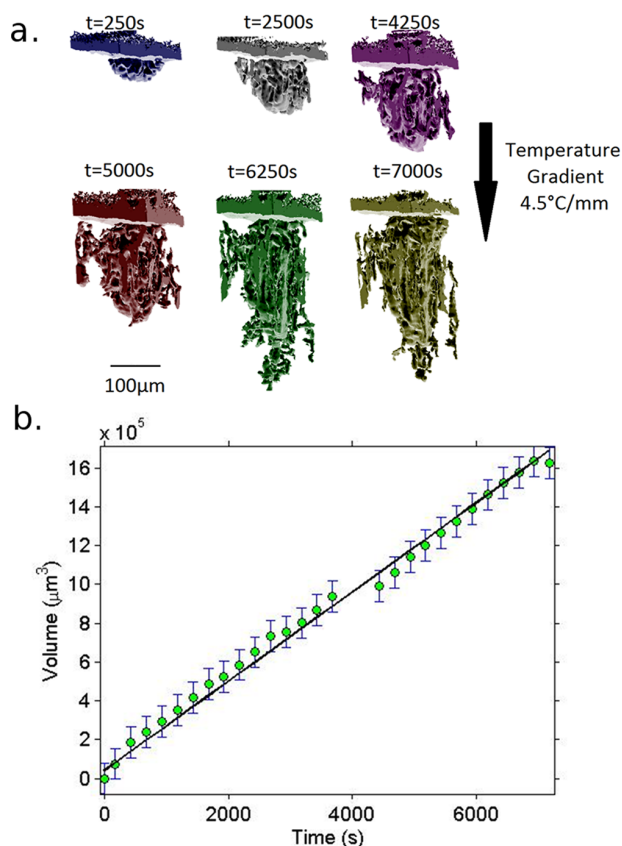 a.
t=250s
t=2500s
t=4250s
t=5000s
t=6250s
t=7000s
Temperature
Gradient
4.5°C/mm
100μm
b.
x 10⁵
16
14
12
10
8
6
4
2
0
Volume (μm³)
0
2000
4000
6000
Time (s)